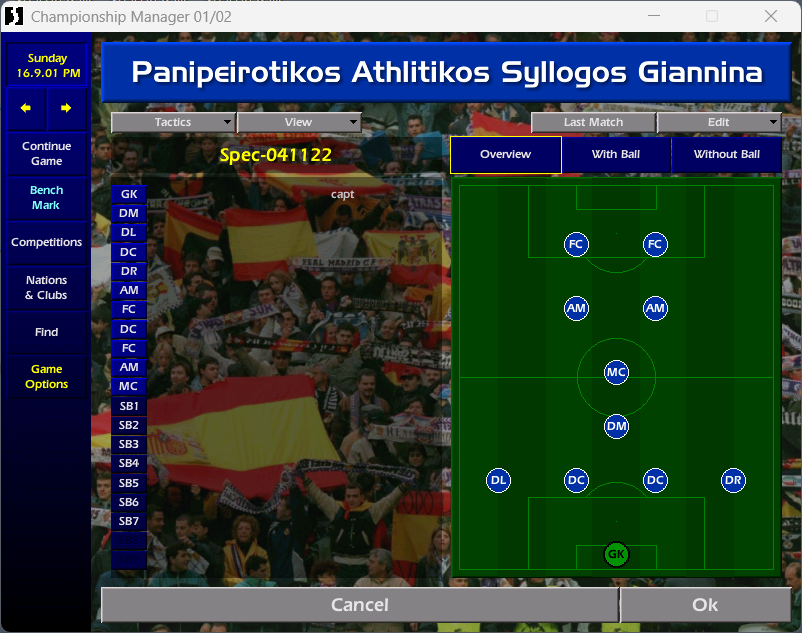 Championship Manager 01/02
Sunday
16.9.01 PM
Continue
Game
Bench
Mark
Competitions
Nations
& Clubs
Find
Game
Options
Panipeirotikos Athlitikos Syllogos Giannina
Tactics
View
Last Match
Edit
Spec-041122
Overview
With Ball
Without Ball
GK
capt
DM
DL
DC
DR
AM
FC
DC
FC
AM
MC
SB1
SB2
SB3
SB4
SB5
SB6
SB7
REAL MADRID C.F.
FC FC
AM AM
MC
DM
DL DC DC DR
GK
Cancel
Ok